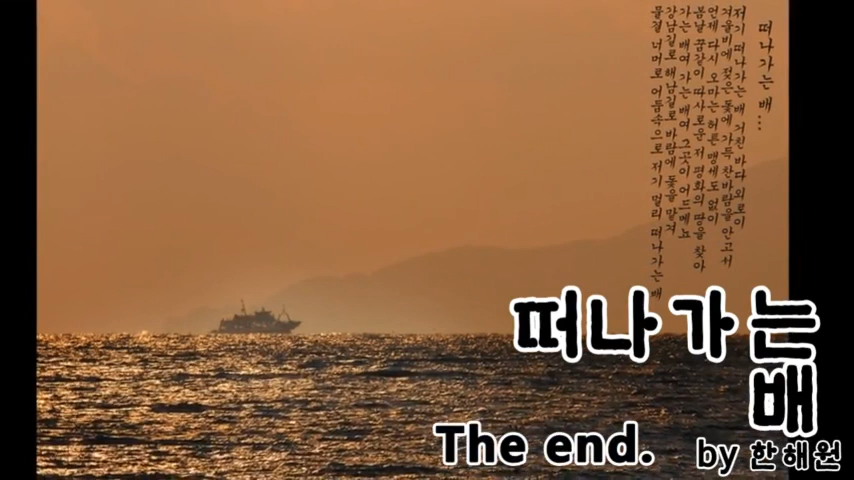 떠나가는 배...
저기 떠나가는 배 거친 바다 외로이
겨울비에 젖은 돛에 가득 찬바람을 안고서
언제 다시 오마는 허튼 맹세도 없이
봄날 꿈같이 따사로운 저 평화의 땅을 찾아
가는 배여 가는 배여 그곳이 어드메뇨
강남길로 해남길로 바람에 돛을 맡겨
물결 너머로 어둠속으로 저기 멀리 떠나가는 배
떠나가는
배
The end.
by 한해원